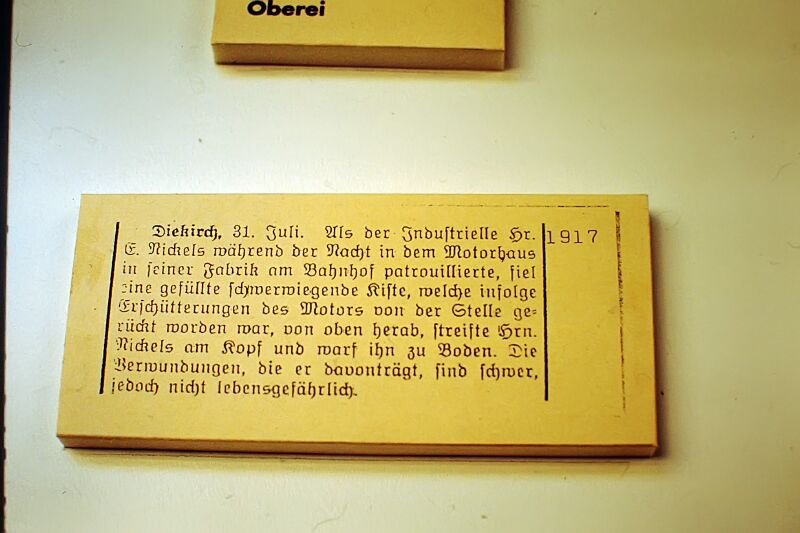 Oberei
Diekirch, 31. Juli. Als der Industrielle Hr.
E. Nickels während der Nacht in dem Motorhaus
in seiner Fabrik am Bahnhof patrouillierte, fiel
eine gefüllte schwerwiegende Kiste, welche infolge
Erschütterungen des Motors von der Stelle ge=
rückt worden war, von oben herab, streifte Hrn.
Nickels am Kopf und warf ihn zu Boden. Die
Verwundungen, die er davonträgt, sind schwer,
jedoch nicht lebensgefährlich.
1917